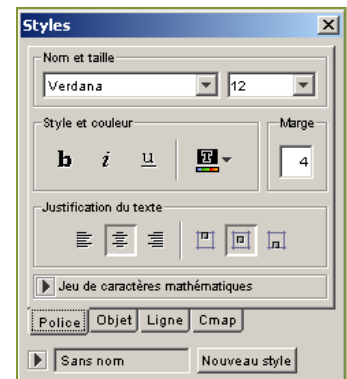 Styles
Nom et taille
Verdana 12
Style et couleur Marge
b i u T 4
Justification du texte
Jeu de caractères mathématiques
Police Objet Ligne Cmap
Sans nom Nouveau style